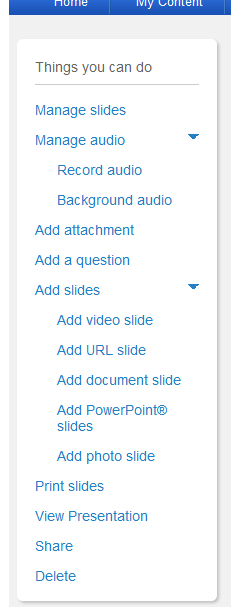 Home My Content
Things you can do
Manage slides
Manage audio
Record audio
Background audio
Add attachment
Add a question
Add slides
Add video slide
Add URL slide
Add document slide
Add PowerPoint®
slides
Add photo slide
Print slides
View Presentation
Share
Delete